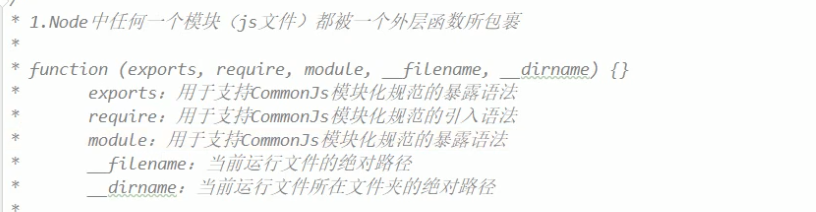 * 1.Node中任何一个模块（js文件）都被一个外层函数所包裹
*
* function (exports, require, module, __filename, __dirname) {}
* exports：用于支持CommonJs模块化规范的暴露语法
* require：用于支持CommonJs模块化规范的引入语法
* module：用于支持CommonJs模块化规范的暴露语法
* __filename：当前运行文件的绝对路径
* __dirname：当前运行文件所在文件夹的绝对路径
*